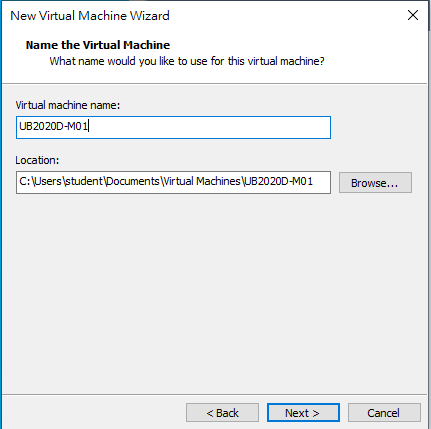 New Virtual Machine Wizard
Name the Virtual Machine
What name would you like to use for this virtual machine?
Virtual machine name:
UB2020D-M01
Location:
C:\Users\student\Documents\Virtual Machines\UB2020D-M01
Browse...
< Back
Next >
Cancel